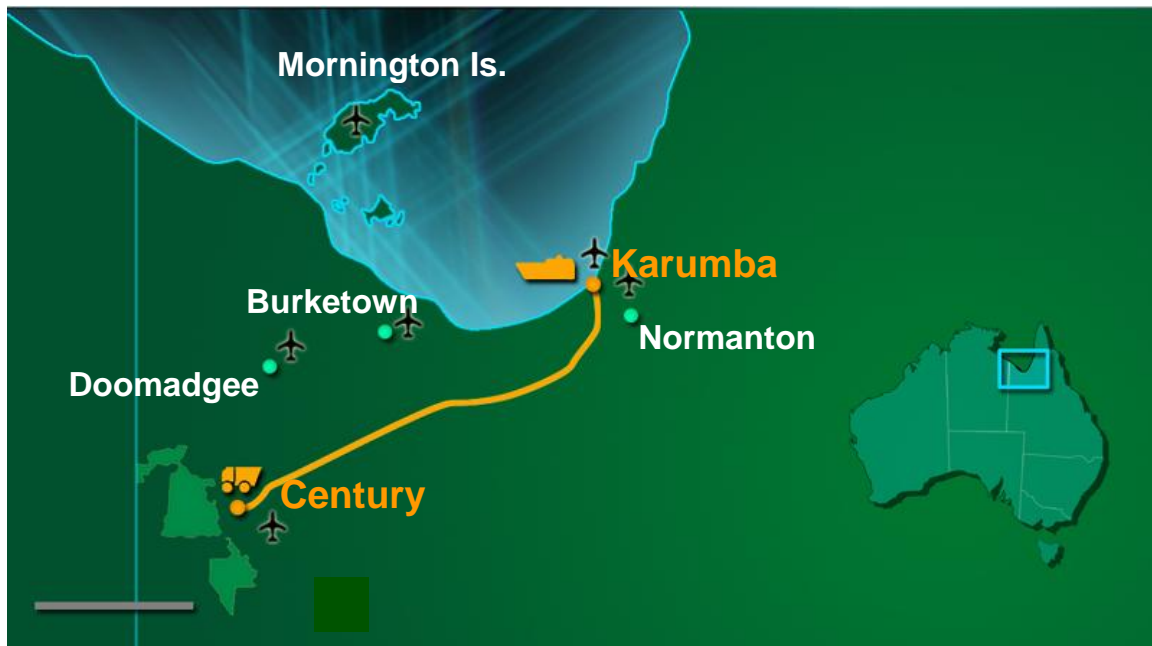 Mornington Is.
Karumba
Burketown
Normanton
Doomadgee
Century